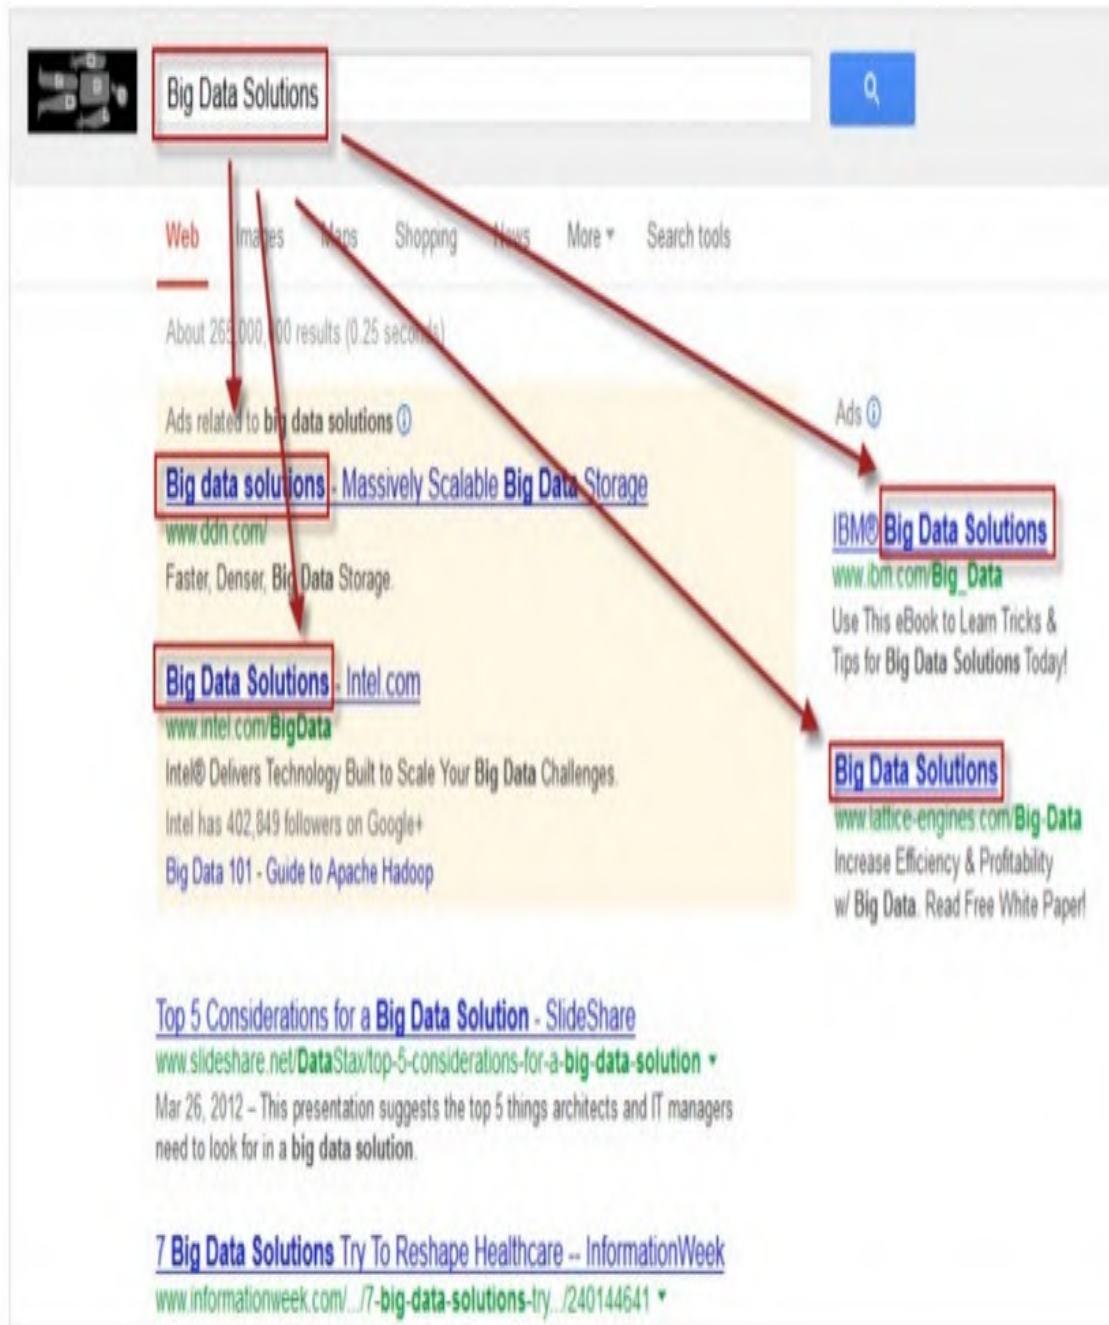 Big Data Solutions
Web Images Maps Shopping News More Search tools
About 265,000,000 results (0.25 seconds)
Ads related to big data solutions
Big data solutions - Massively Scalable Big Data Storage
www.ddn.com/
Faster, Denser, Big Data Storage.
Big Data Solutions - Intel.com
www.intel.com/BigData
Intel® Delivers Technology Built to Scale Your Big Data Challenges.
Intel has 402,849 followers on Google+
Big Data 101 - Guide to Apache Hadoop
Ads
IBM® Big Data Solutions
www.ibm.com/Big_Data
Use This eBook to Learn Tricks &
Tips for Big Data Solutions Today!
Big Data Solutions
www.lattice-engines.com/Big-Data
Increase Efficiency & Profitability
w/ Big Data. Read Free White Paper!
Top 5 Considerations for a Big Data Solution - SlideShare
www.slideshare.net/DataStax/top-5-considerations-for-a-big-data-solution
Mar 26, 2012 – This presentation suggests the top 5 things architects and IT managers
need to look for in a big data solution.
7 Big Data Solutions Try To Reshape Healthcare -- InformationWeek
www.informationweek.com/.../7-big-data-solutions-try.../240144641